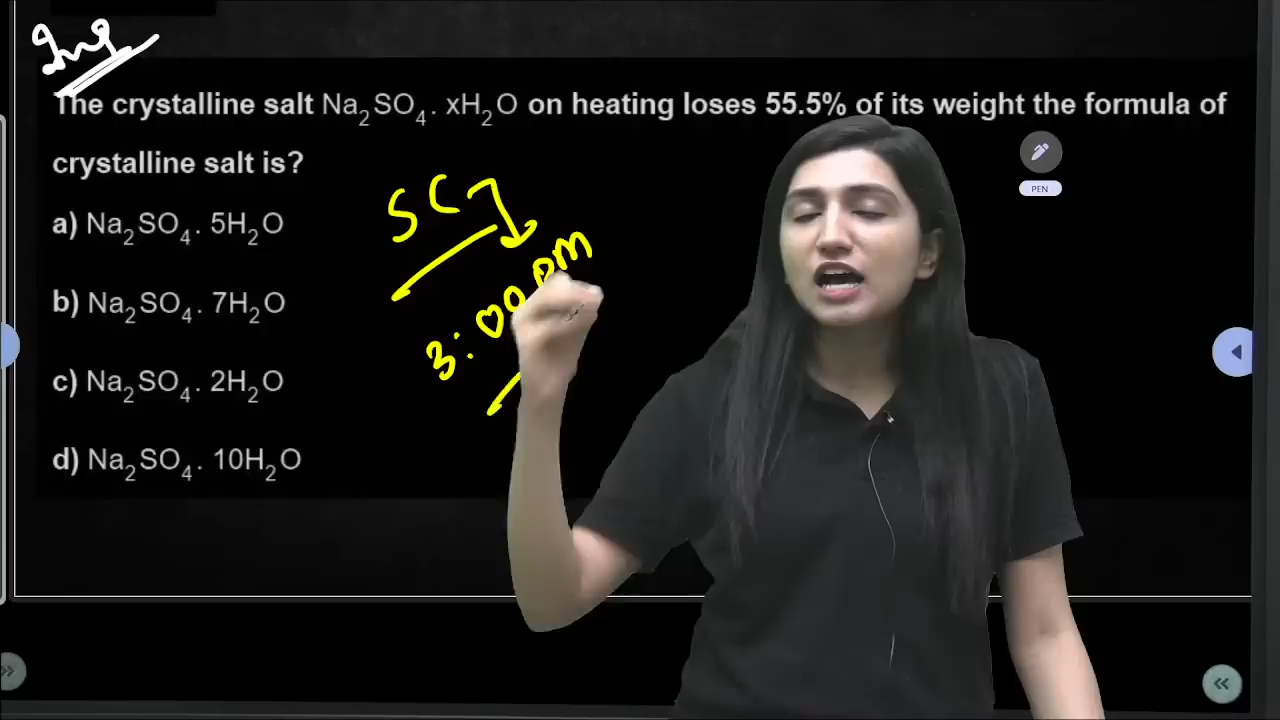 Imp
The crystalline salt Na₂SO₄. xH₂O on heating loses 55.5% of its weight the formula of
crystalline salt is?
a) Na₂SO₄. 5H₂O
b) Na₂SO₄. 7H₂O
c) Na₂SO₄. 2H₂O
d) Na₂SO₄. 10H₂O
SC
3:00 pm
PEN